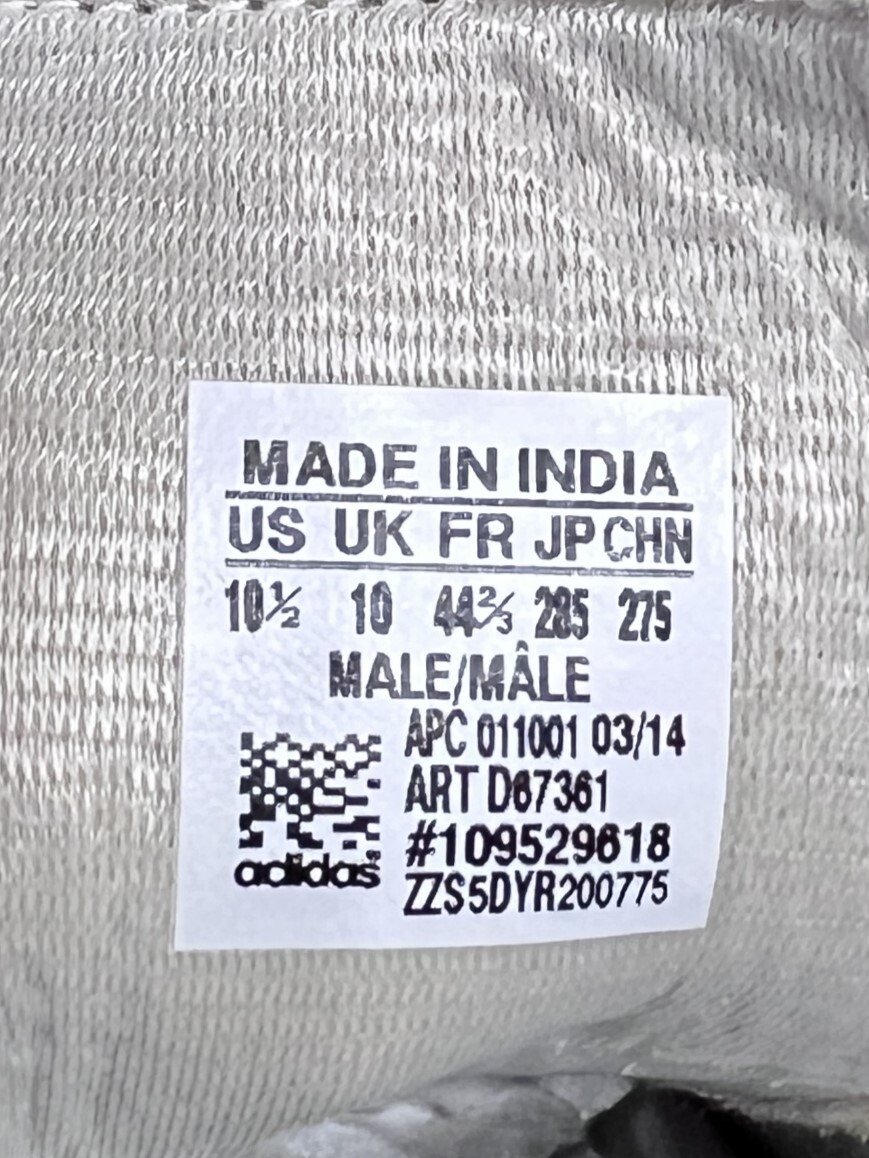 MADE IN INDIA
US UK FR JP CHN
10½ 10 44⅔ 285 275
MALE/MÂLE
APC 011001 03/14
ART D67361
#109529618
adidas
ZZS5DYR200775